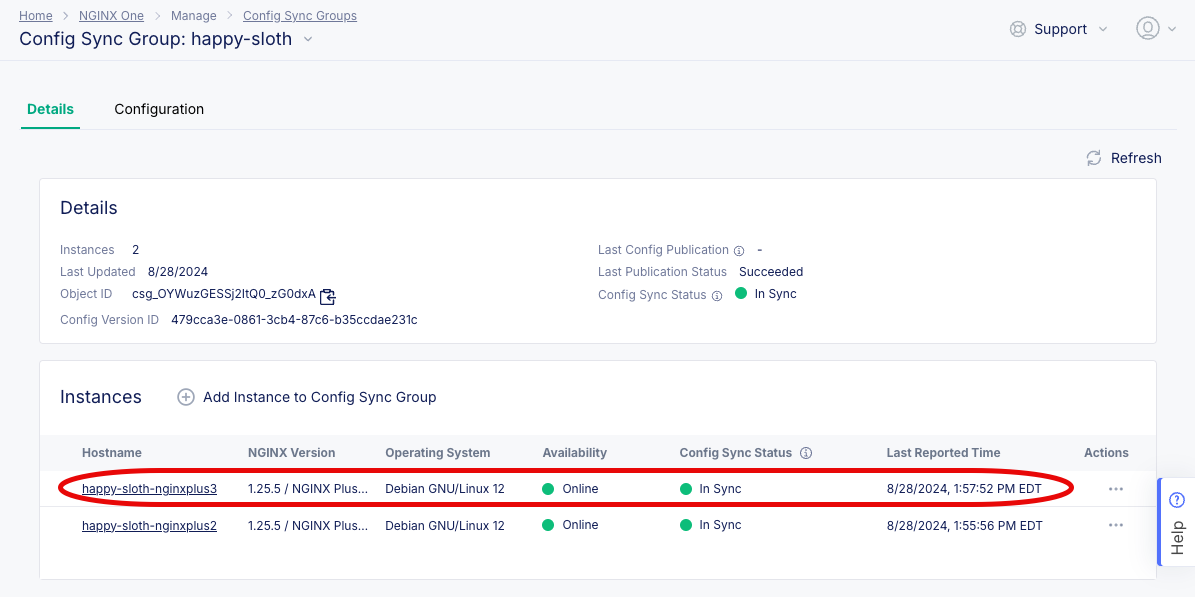 Home > NGINX One > Manage > Config Sync Groups
Config Sync Group: happy-sloth
Support
Details Configuration
Refresh
Details
Instances 2
Last Updated 8/28/2024
Object ID csg_OYWuzGESSj2ItQ0_zG0dxA
Config Version ID 479cca3e-0861-3cb4-87c6-b35ccdae231c
Last Config Publication -
Last Publication Status Succeeded
Config Sync Status In Sync
Instances Add Instance to Config Sync Group
Hostname NGINX Version Operating System Availability Config Sync Status Last Reported Time Actions
happy-sloth-nginxplus3 1.25.5 / NGINX Plus... Debian GNU/Linux 12 Online In Sync 8/28/2024, 1:57:52 PM EDT
happy-sloth-nginxplus2 1.25.5 / NGINX Plus... Debian GNU/Linux 12 Online In Sync 8/28/2024, 1:55:56 PM EDT
Help